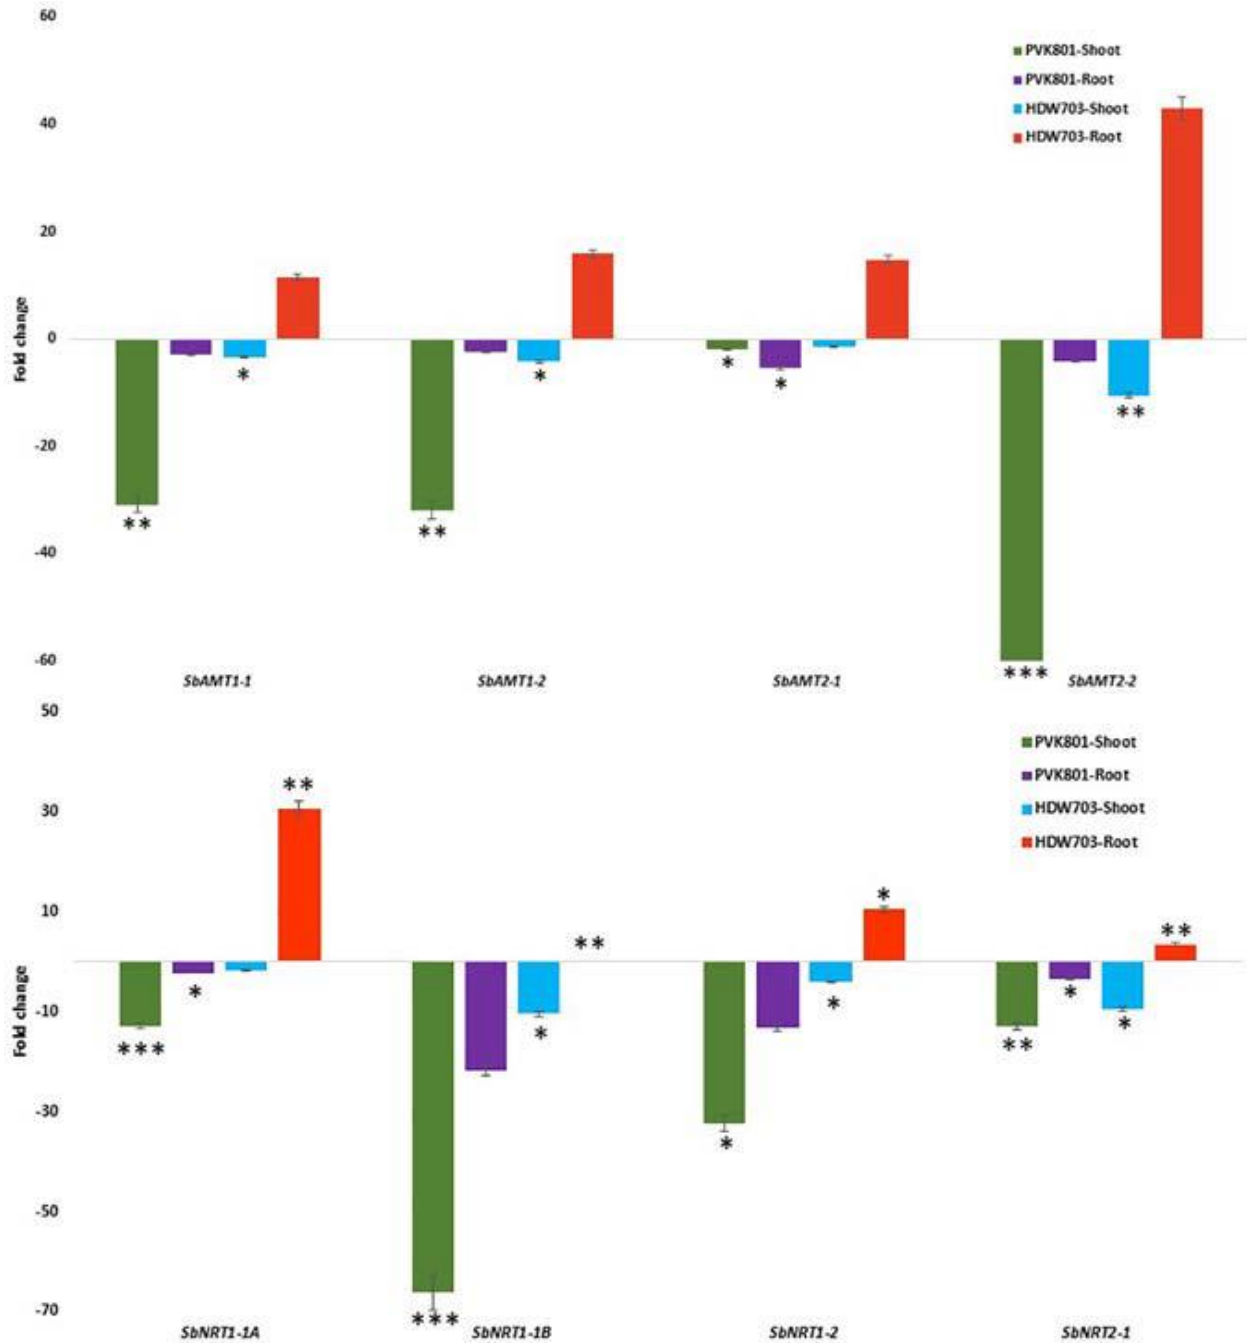 60
PVK801-Shoot
PVK801-Root
HDW703-Shoot
HDW703-Root
40
20
0
Fold change
*
*
*
*
**
-20
**
**
-40
-60
***
SbAMT1-1
SbAMT1-2
SbAMT2-1
SbAMT2-2
50
PVK801-Shoot
PVK801-Root
HDW703-Shoot
HDW703-Root
**
30
10
*
**
**
Fold change
-10
*
*
*
*
*
***
**
-30
*
-50
-70
***
SbNRT1-1A
SbNRT1-1B
SbNRT1-2
SbNRT2-1